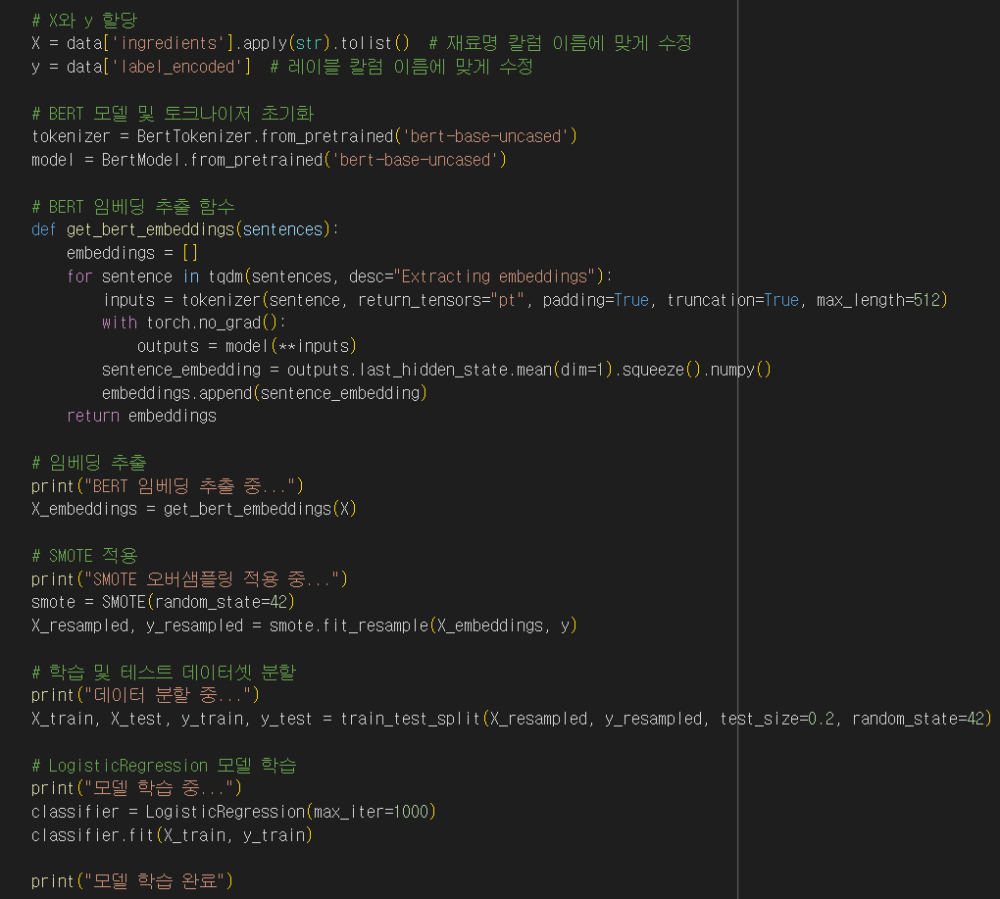 # X와 y 할당
X = data['ingredients'].apply(str).tolist()  # 재료명 칼럼 이름에 맞게 수정
y = data['label_encoded']  # 레이블 칼럼 이름에 맞게 수정

# BERT 모델 및 토크나이저 초기화
tokenizer = BertTokenizer.from_pretrained('bert-base-uncased')
model = BertModel.from_pretrained('bert-base-uncased')

# BERT 임베딩 추출 함수
def get_bert_embeddings(sentences):
    embeddings = []
    for sentence in tqdm(sentences, desc="Extracting embeddings"):
        inputs = tokenizer(sentence, return_tensors="pt", padding=True, truncation=True, max_length=512)
        with torch.no_grad():
            outputs = model(**inputs)
        sentence_embedding = outputs.last_hidden_state.mean(dim=1).squeeze().numpy()
        embeddings.append(sentence_embedding)
    return embeddings

# 임베딩 추출
print("BERT 임베딩 추출 중...")
X_embeddings = get_bert_embeddings(X)

# SMOTE 적용
print("SMOTE 오버샘플링 적용 중...")
smote = SMOTE(random_state=42)
X_resampled, y_resampled = smote.fit_resample(X_embeddings, y)

# 학습 및 테스트 데이터셋 분할
print("데이터 분할 중...")
X_train, X_test, y_train, y_test = train_test_split(X_resampled, y_resampled, test_size=0.2, random_state=42)

# LogisticRegression 모델 학습
print("모델 학습 중...")
classifier = LogisticRegression(max_iter=1000)
classifier.fit(X_train, y_train)

print("모델 학습 완료")